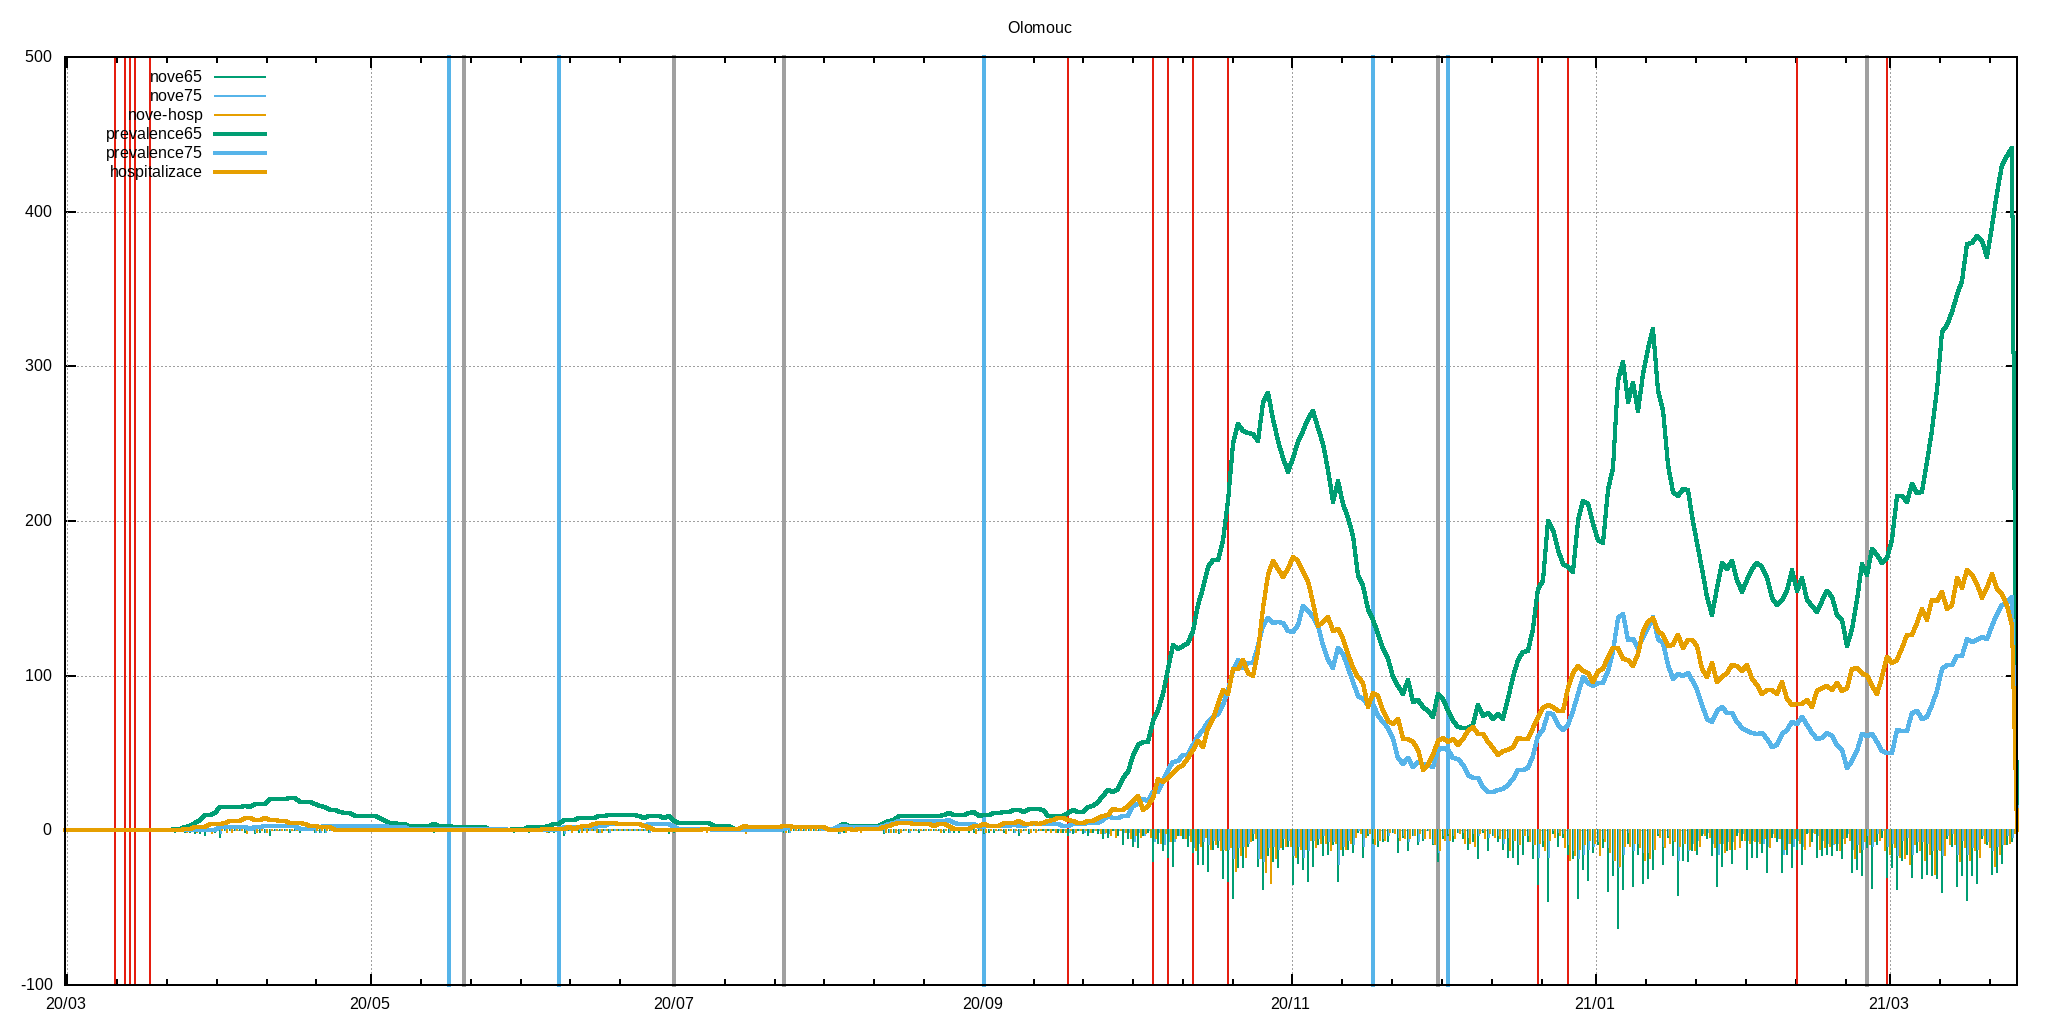 Olomouc
500
nove65
nove75
nove-hosp
prevalence65
prevalence75
hospitalizace
400
300
200
100
0
-100
20/03 20/05 20/07 20/09 20/11 21/01 21/03